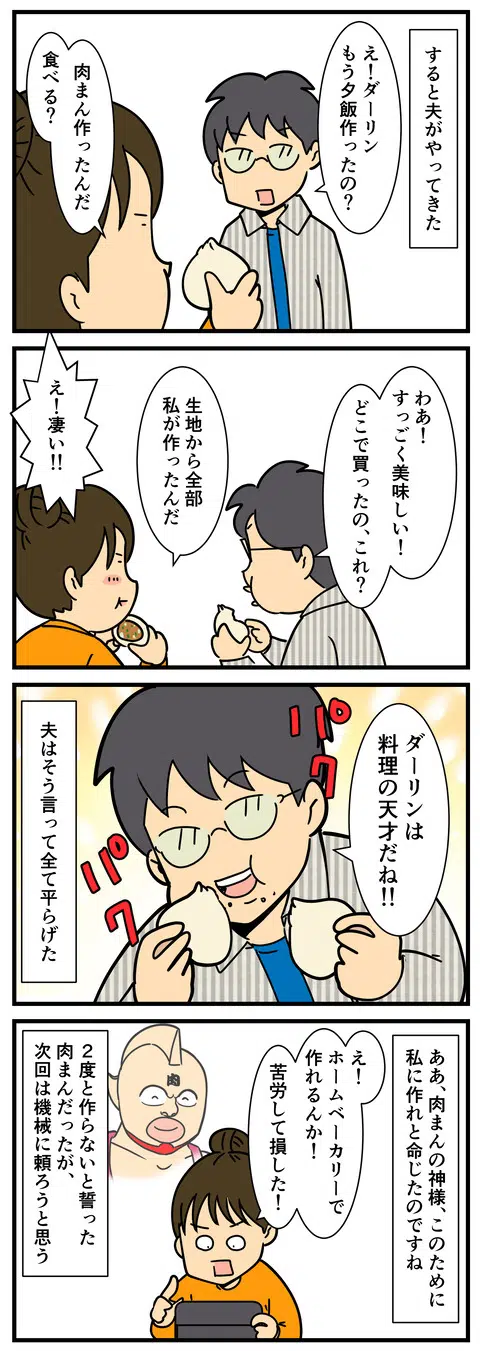 すると夫がやってきた
え！ダーリン
もう夕飯作ったの？
肉まん作ったんだ
食べる？
わあ！
すっごく美味しい！
どこで買ったの、これ？
生地から全部
私が作ったんだ
え！凄い!!
ダーリンは
料理の天才だね!!
パク
パク
夫はそう言って全て平らげた
ああ、肉まんの神様、このために
私に作れと命じたのですね
え！
ホームベーカリーで
作れるんか！
苦労して損した！
肉
２度と作らないと誓った
肉まんだったが、
次回は機械に頼ろうと思う